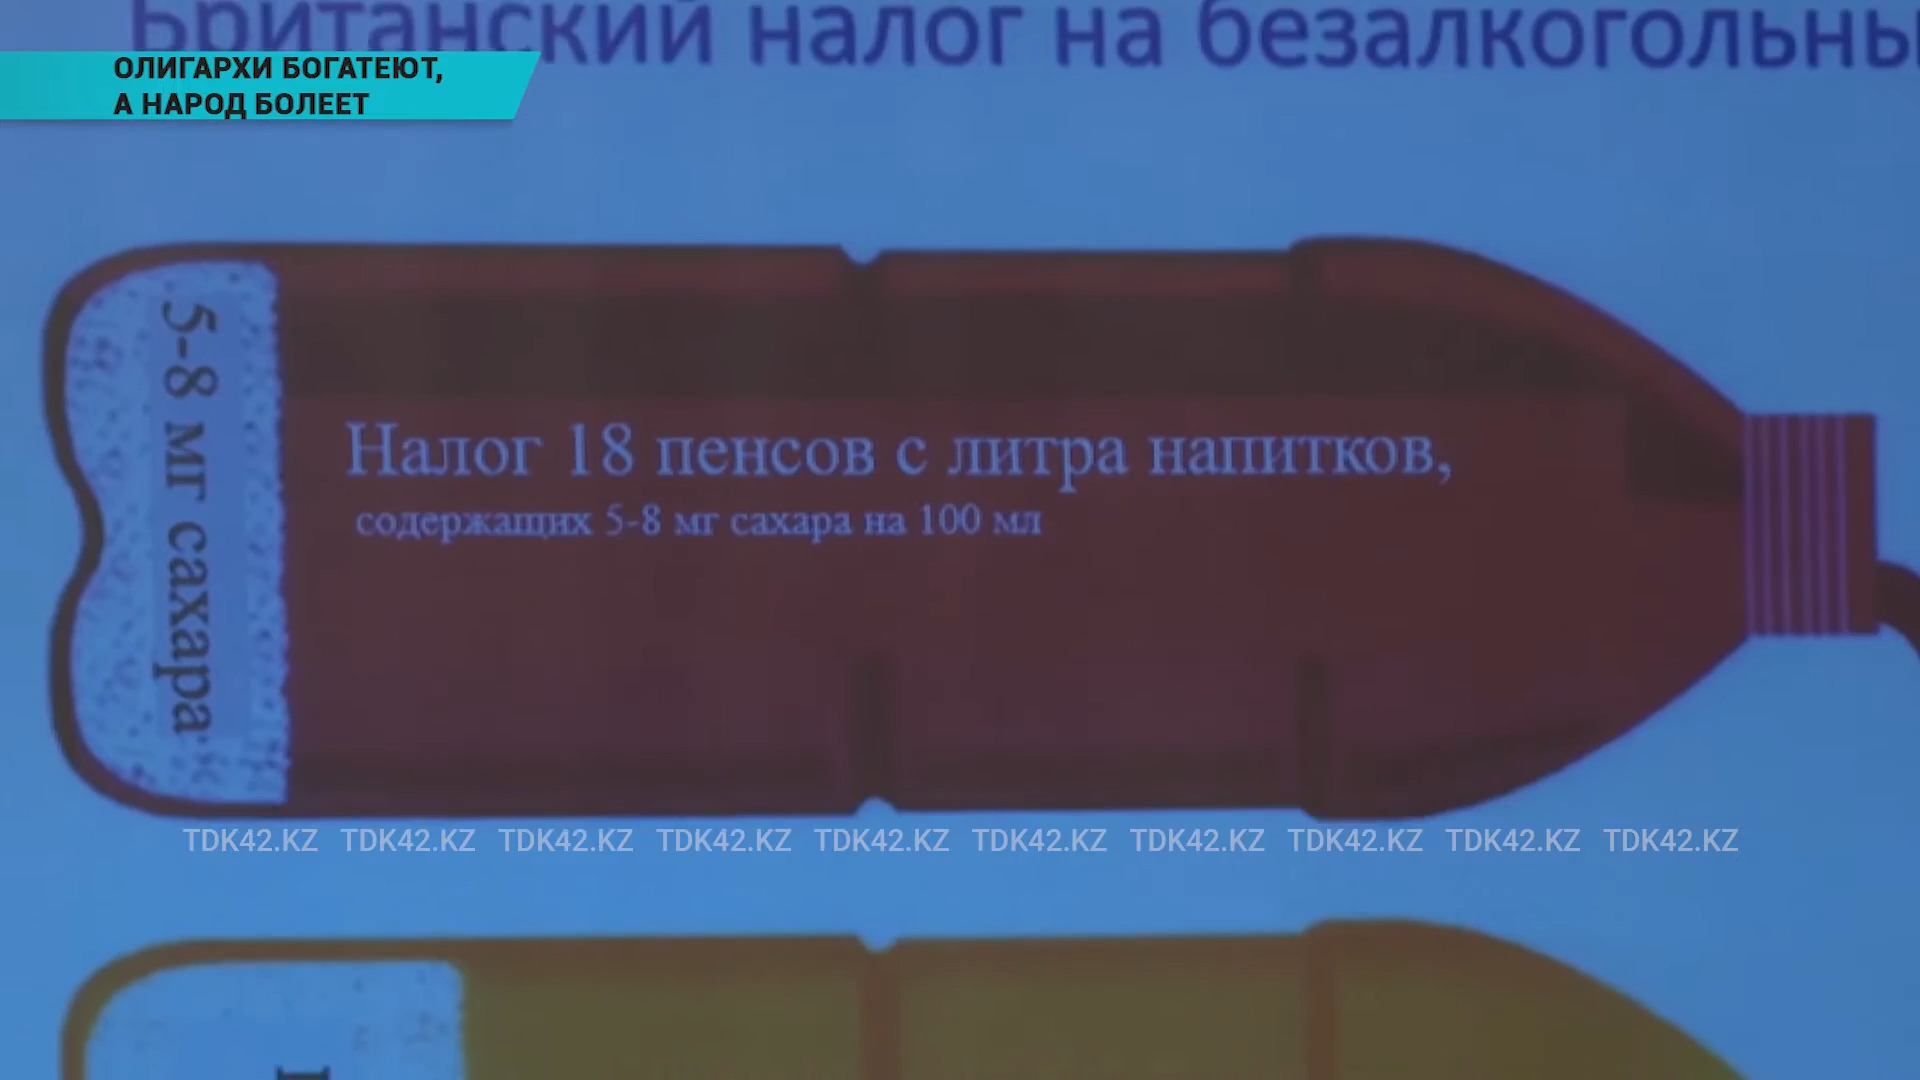 Британский налог на безалкогольны
ОЛИГАРХИ БОГАТЕЮТ,
А НАРОД БОЛЕЕТ
5-8 мг сахара
Налог 18 пенсов с литра напитков,
содержащих 5-8 мг сахара на 100 мл
TDK42.KZ TDK42.KZ TDK42.KZ TDK42.KZ TDK42.KZ TDK42.KZ TDK42.KZ TDK42.KZ TDK42.KZ TDK42.KZ